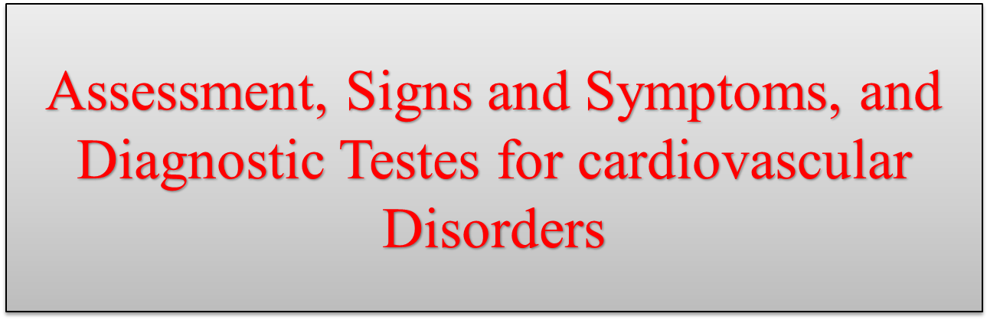 Assessment, Signs and Symptoms, and
Diagnostic Testes for cardiovascular
Disorders